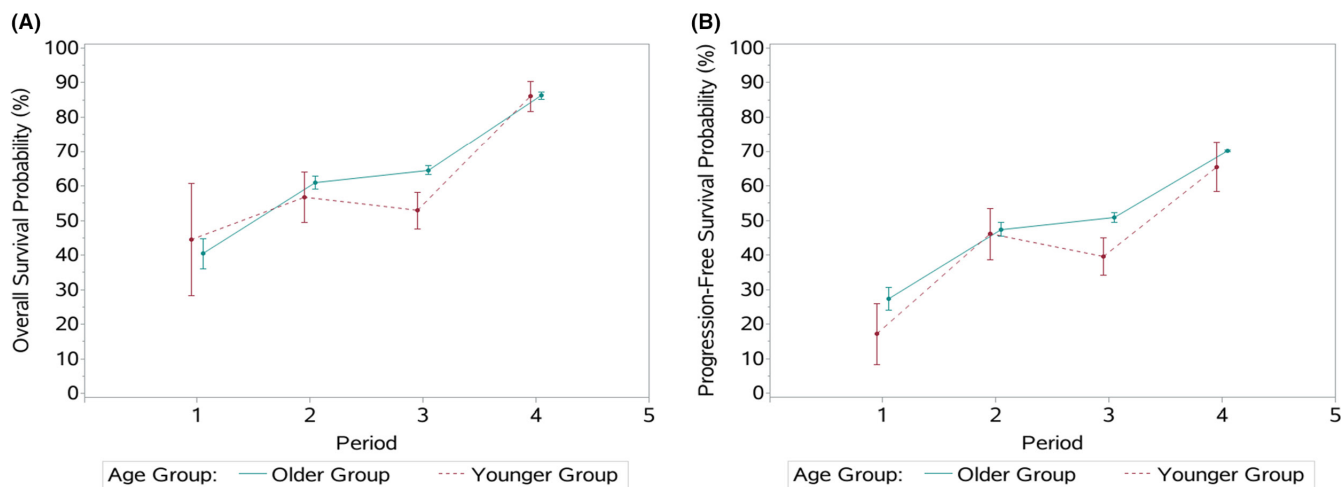 (A)
Overall Survival Probability (%)
100
90
80
70
60
50
40
30
20
10
0
1 2 3 4 5
Period
Age Group: Older Group Younger Group
(B)
Progression-Free Survival Probability (%)
100
90
80
70
60
50
40
30
20
10
0
1 2 3 4 5
Period
Age Group: Older Group Younger Group